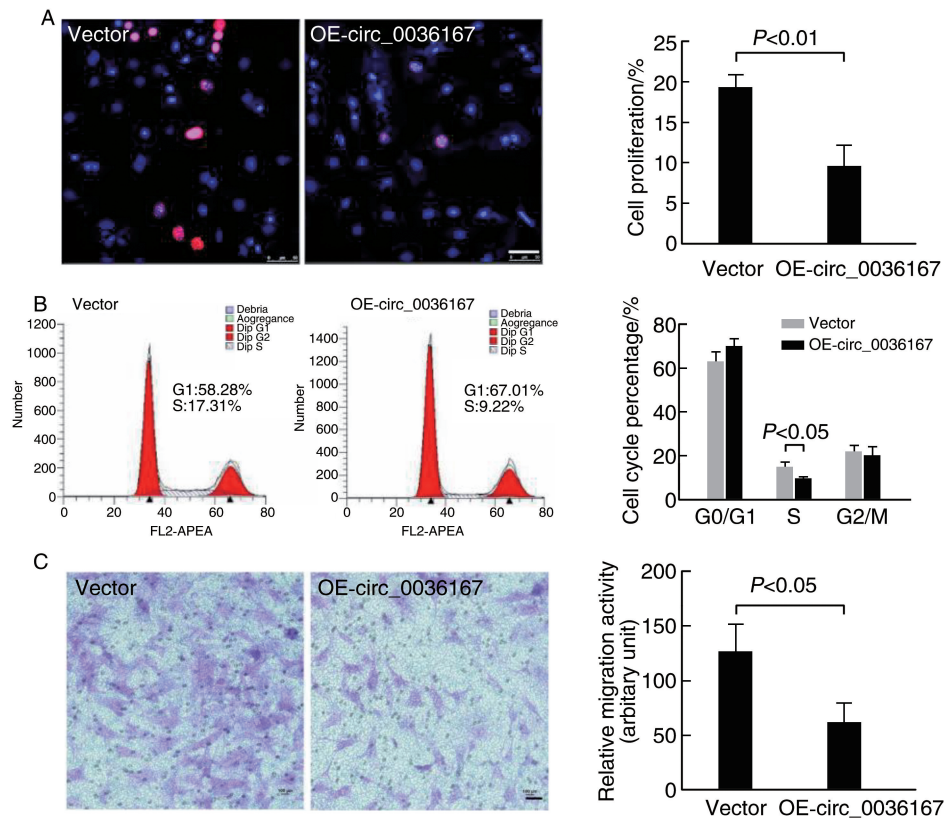 A
Vector
OE-circ_0036167
25
20
15
10
5
0
Cell proliferation/%
P<0.01
Vector
OE-circ_0036167
B
Vector
Debria
Aogregance
Dip G1
Dip G2
Dip S
1200
1000
800
600
400
200
0
Number
G1:58.28%
S:17.31%
0 20 40 60 80
FL2-APEA
OE-circ_0036167
Debria
Aogregance
Dip G1
Dip G2
Dip S
1400
1200
1000
800
600
400
200
0
Number
G1:67.01%
S:9.22%
0 20 40 60 80
FL2-APEA
80
60
40
20
0
Cell cycle percentage/%
Vector
OE-circ_0036167
P<0.05
G0/G1 S G2/M
C
Vector
OE-circ_0036167
200
150
100
50
0
Relative migration activity
(arbitary unit)
P<0.05
Vector
OE-circ_0036167